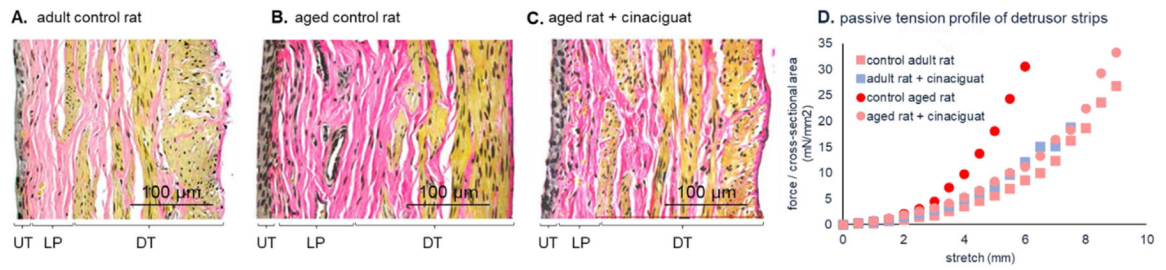 A. adult control rat
B. aged control rat
C. aged rat + cinaciguat
D. passive tension profile of detrusor strips
100 µm
100 µm
100 µm
UT LP DT
UT LP DT
UT LP DT
35
30
25
20
15
10
5
0
force / cross-sectional area
(mN/mm2)
control adult rat
adult rat + cinaciguat
control aged rat
aged rat + cinaciguat
0 2 4 6 8 10
stretch (mm)